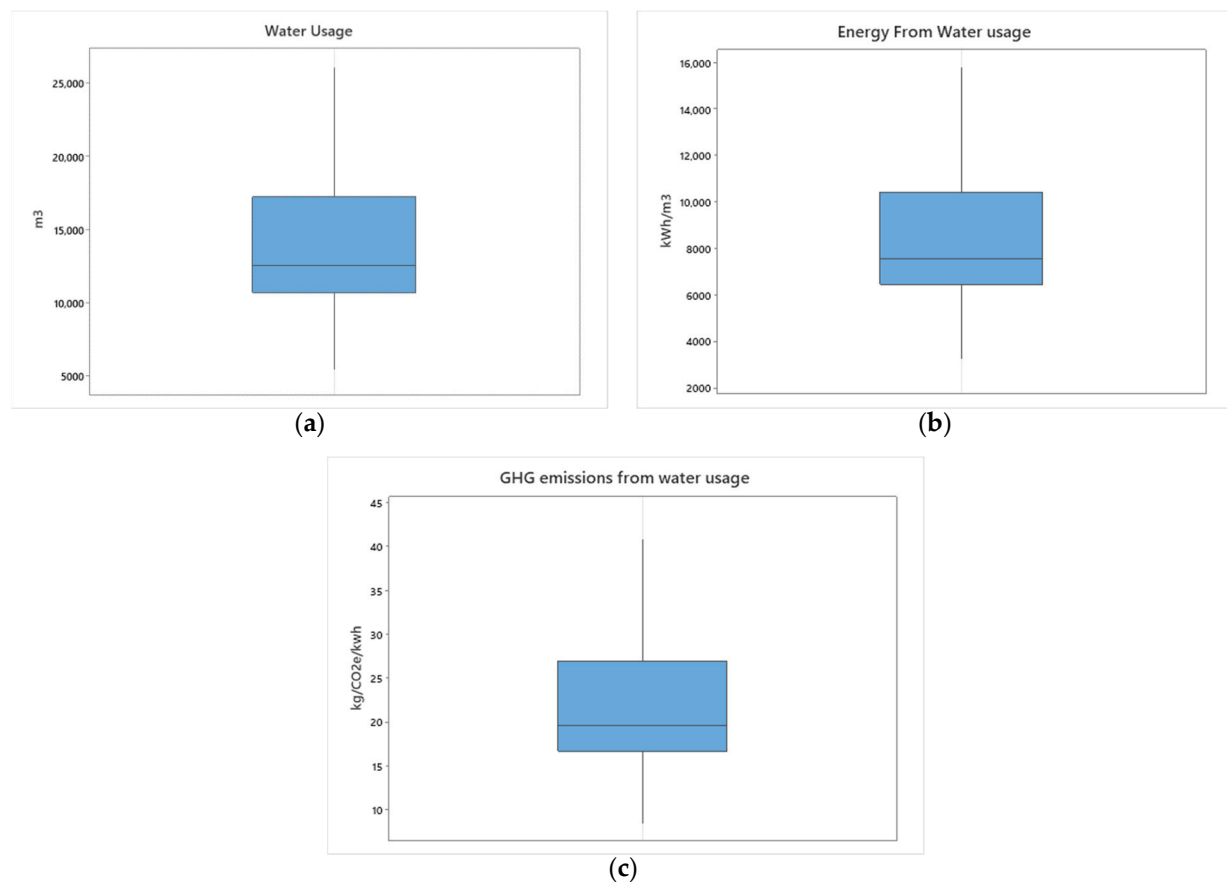 Water Usage
m3
25,000
20,000
15,000
10,000
5000
(a)
Energy From Water usage
kWh/m3
16,000
14,000
12,000
10,000
8000
6000
4000
2000
(b)
GHG emissions from water usage
kg/CO2e/kwh
45
40
35
30
25
20
15
10
(c)